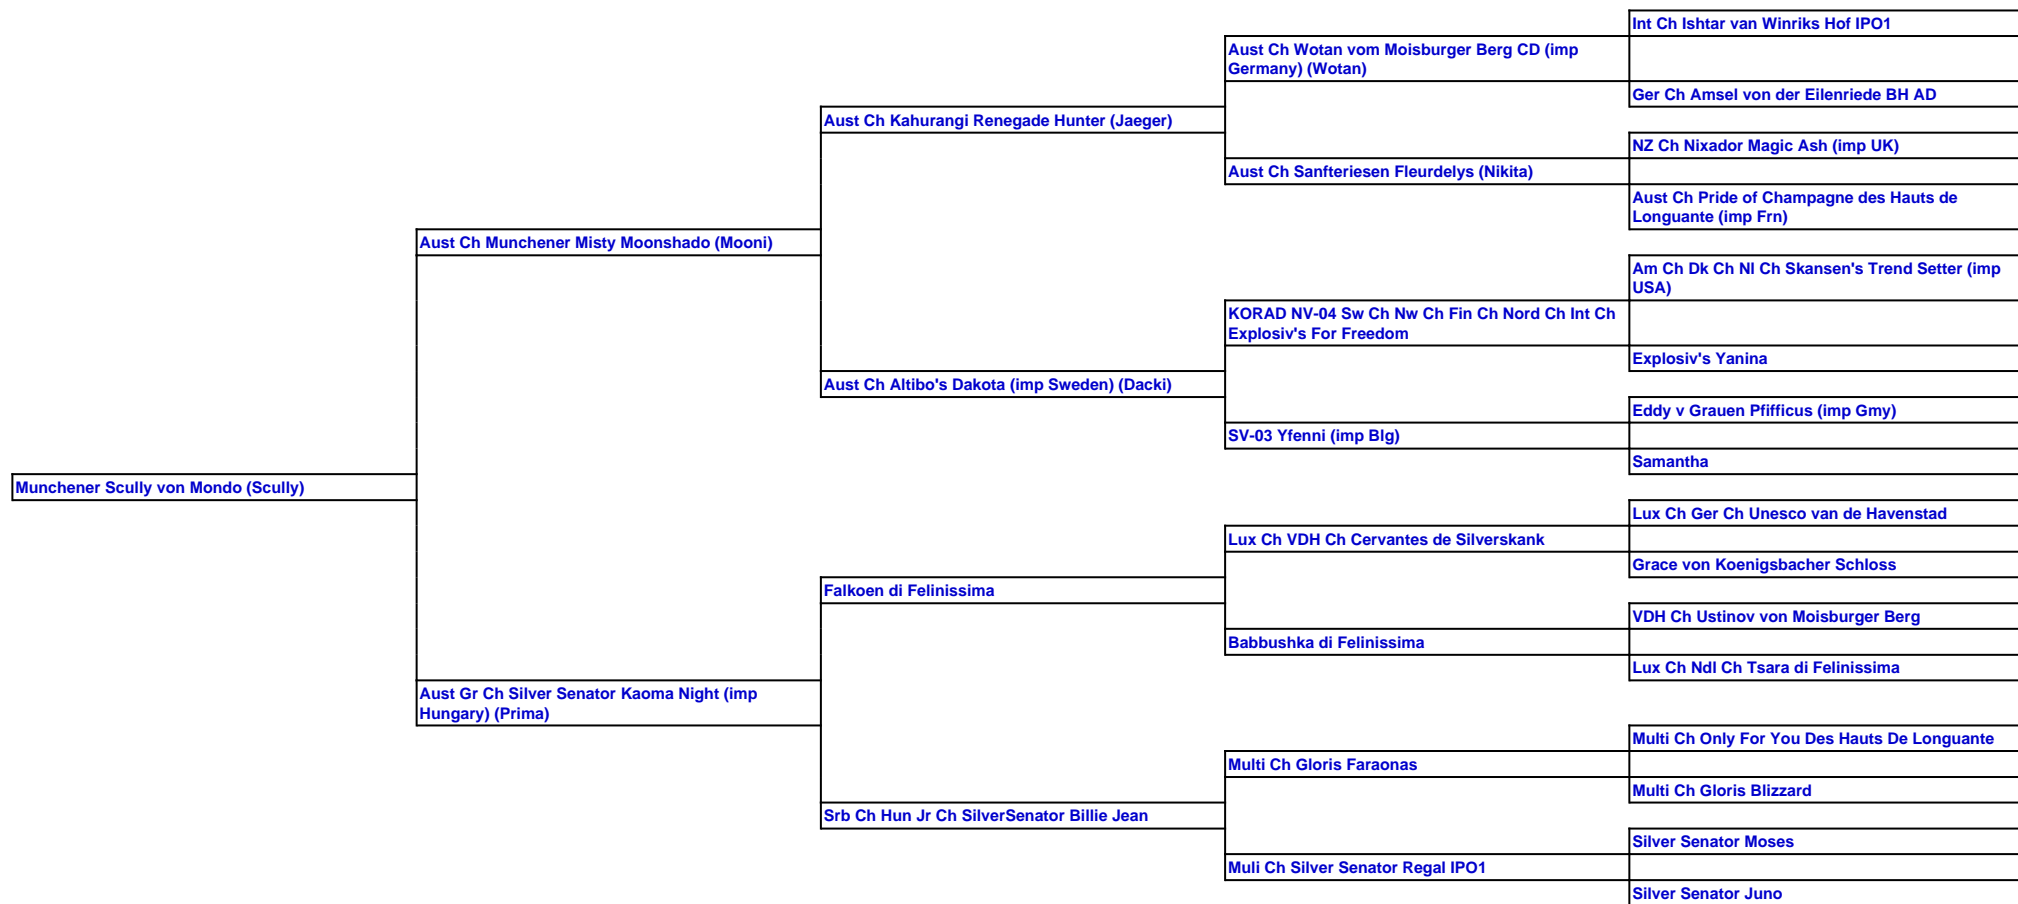 Int Ch Ishtar van Winriks Hof IPO1
Aust Ch Wotan vom Moisburger Berg CD (imp
Germany) (Wotan)
Ger Ch Amsel von der Eilenriede BH AD
Aust Ch Kahurangi Renegade Hunter (Jaeger)
NZ Ch Nixador Magic Ash (imp UK)
Aust Ch Sanfteriesen Fleurdelys (Nikita)
Aust Ch Pride of Champagne des Hauts de
Longuante (imp Frn)
Aust Ch Munchener Misty Moonshado (Mooni)
Am Ch Dk Ch Nl Ch Skansen's Trend Setter (imp
USA)
KORAD NV-04 Sw Ch Nw Ch Fin Ch Nord Ch Int Ch
Explosiv's For Freedom
Explosiv's Yanina
Aust Ch Altibo's Dakota (imp Sweden) (Dacki)
Eddy v Grauen Pfifficus (imp Gmy)
SV-03 Yfenni (imp Blg)
Samantha
Munchener Scully von Mondo (Scully)
Lux Ch Ger Ch Unesco van de Havenstad
Lux Ch VDH Ch Cervantes de Silverskank
Grace von Koenigsbacher Schloss
Falkoen di Felinissima
VDH Ch Ustinov von Moisburger Berg
Babbushka di Felinissima
Lux Ch Ndl Ch Tsara di Felinissima
Aust Gr Ch Silver Senator Kaoma Night (imp
Hungary) (Prima)
Multi Ch Only For You Des Hauts De Longuante
Multi Ch Gloris Faraonas
Multi Ch Gloris Blizzard
Srb Ch Hun Jr Ch SilverSenator Billie Jean
Silver Senator Moses
Muli Ch Silver Senator Regal IPO1
Silver Senator Juno